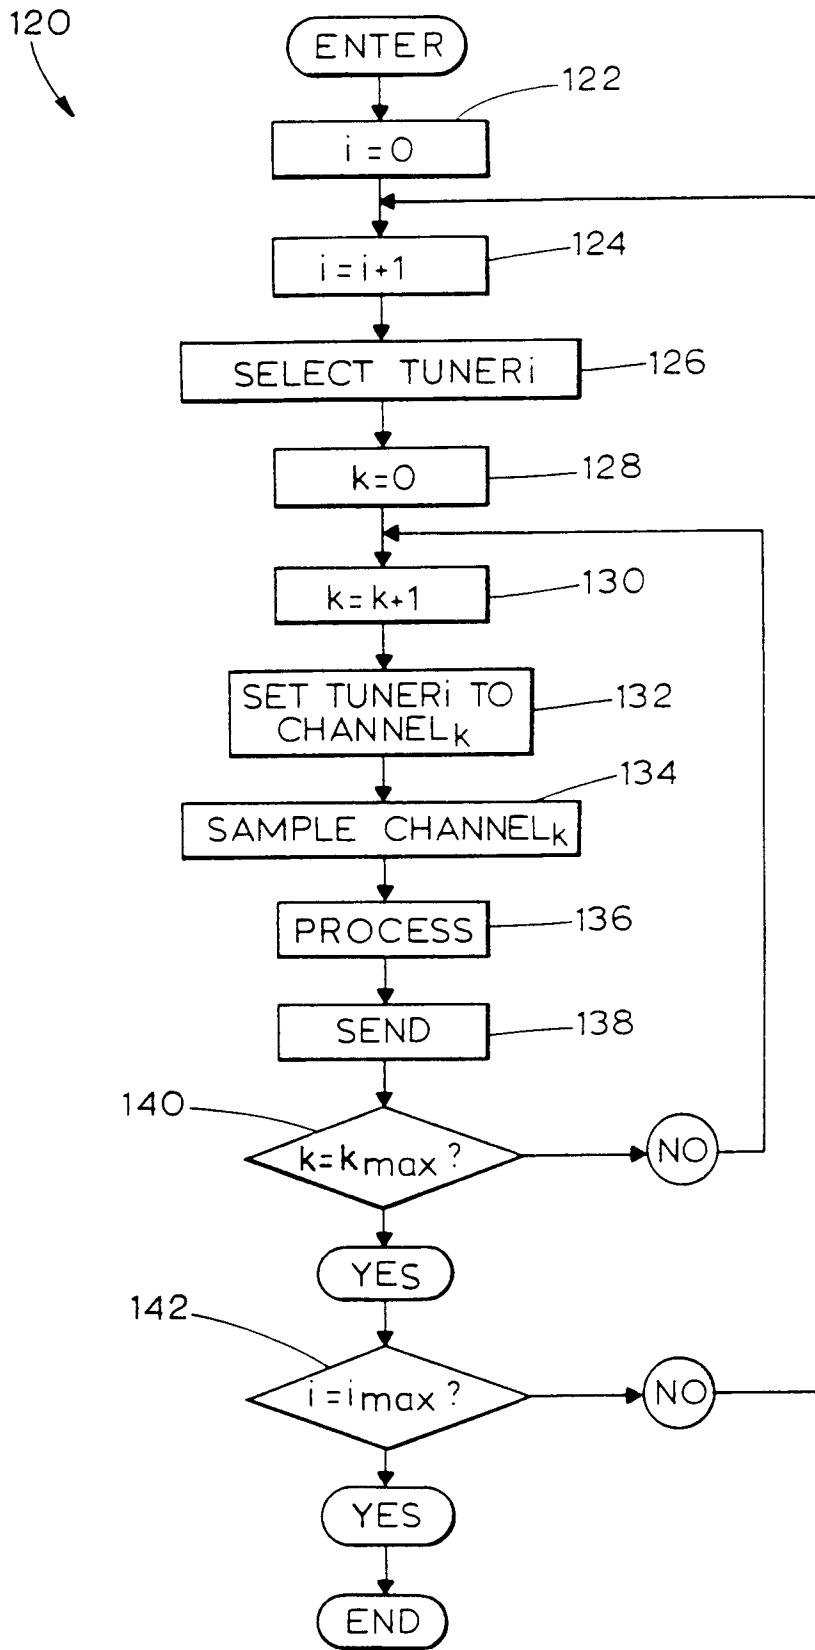 120
ENTER
122
i = 0
124
i = i+1
SELECT TUNERi
126
k=0
128
k = k+1
130
SET TUNERi TO
CHANNELk
132
134
SAMPLE CHANNELk
PROCESS
136
SEND
138
140
k=kmax?
NO
YES
142
i=imax?
NO
YES
END